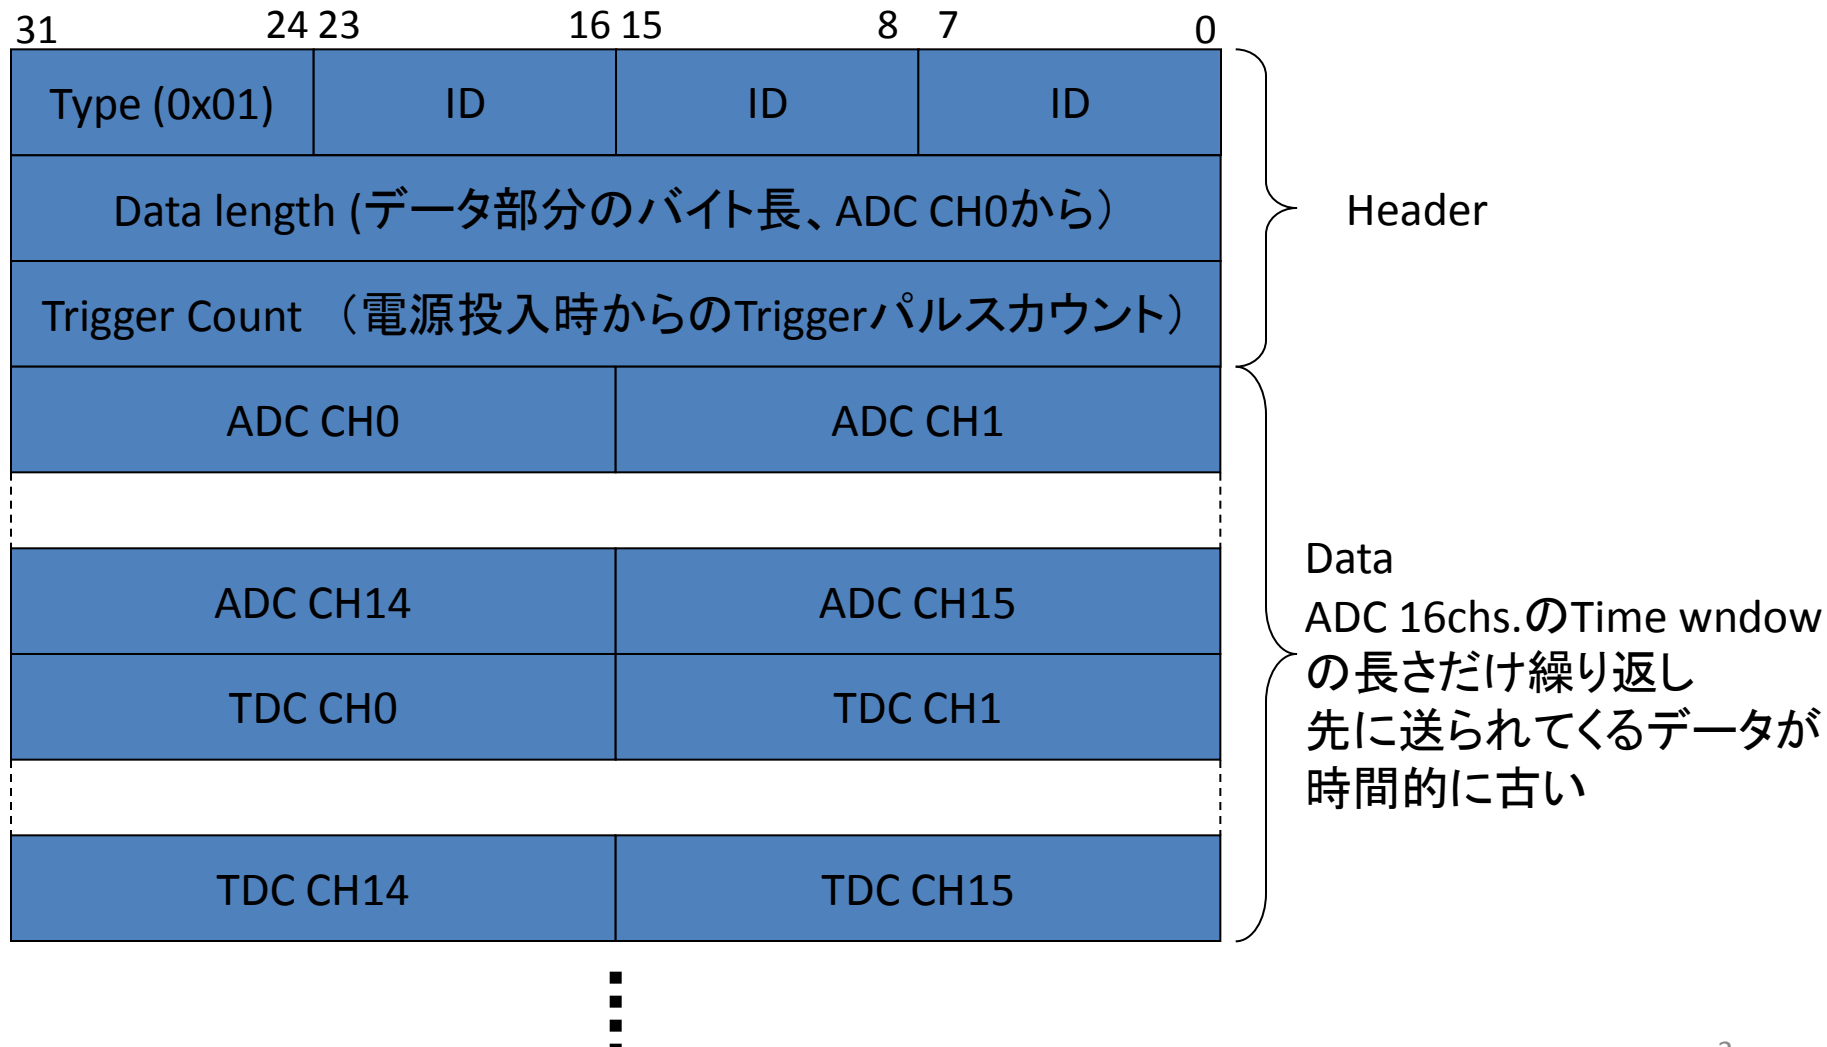 31 24 23 16 15 8 7 0
Type (0x01) ID ID ID
Data length (データ部分のバイト長、ADC CH0から）
Trigger Count （電源投入時からのTriggerパルスカウント）
Header
ADC CH0 ADC CH1
ADC CH14 ADC CH15
TDC CH0 TDC CH1
TDC CH14 TDC CH15
Data
ADC 16chs.のTime wndow
の長さだけ繰り返し
先に送られてくるデータが
時間的に古い